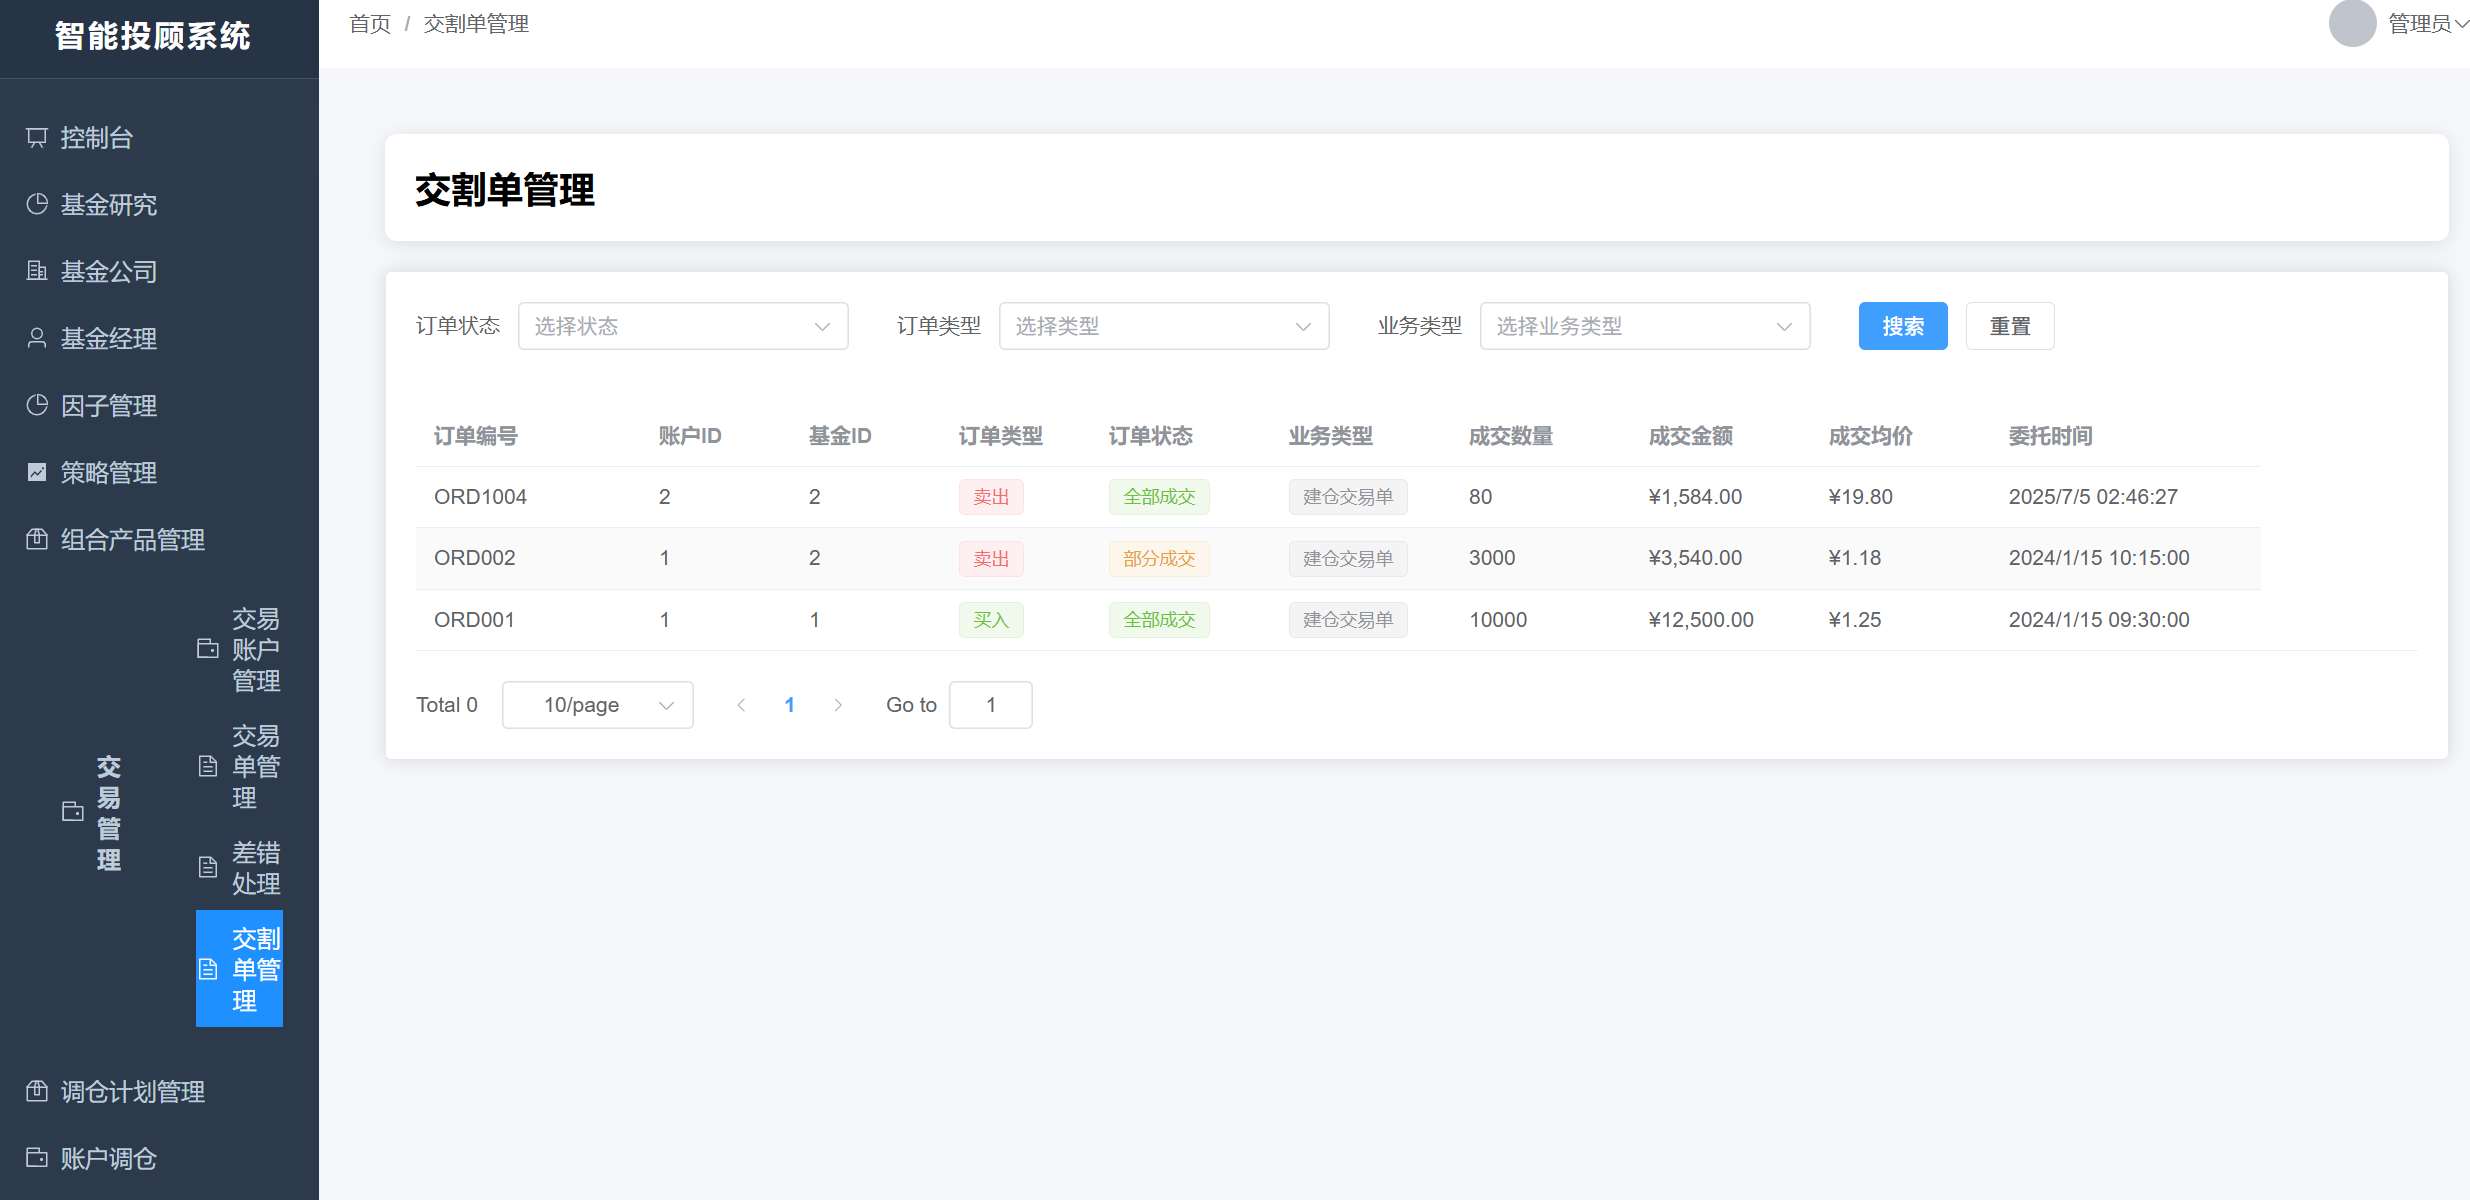 智能投顾系统
首页 / 交割单管理
管理员
控制台
基金研究
基金公司
基金经理
因子管理
策略管理
组合产品管理
交易管理
交易账户管理
交易单管理
差错处理
交割单管理
调仓计划管理
账户调仓
交割单管理
订单状态 选择状态 订单类型 选择类型 业务类型 选择业务类型 搜索 重置
订单编号 账户ID 基金ID 订单类型 订单状态 业务类型 成交数量 成交金额 成交均价 委托时间
ORD1004 2 2 卖出 全部成交 建仓交易单 80 ¥1,584.00 ¥19.80 2025/7/5 02:46:27
ORD002 1 2 卖出 部分成交 建仓交易单 3000 ¥3,540.00 ¥1.18 2024/1/15 10:15:00
ORD001 1 1 买入 全部成交 建仓交易单 10000 ¥12,500.00 ¥1.25 2024/1/15 09:30:00
Total 0 10/page 1 Go to 1